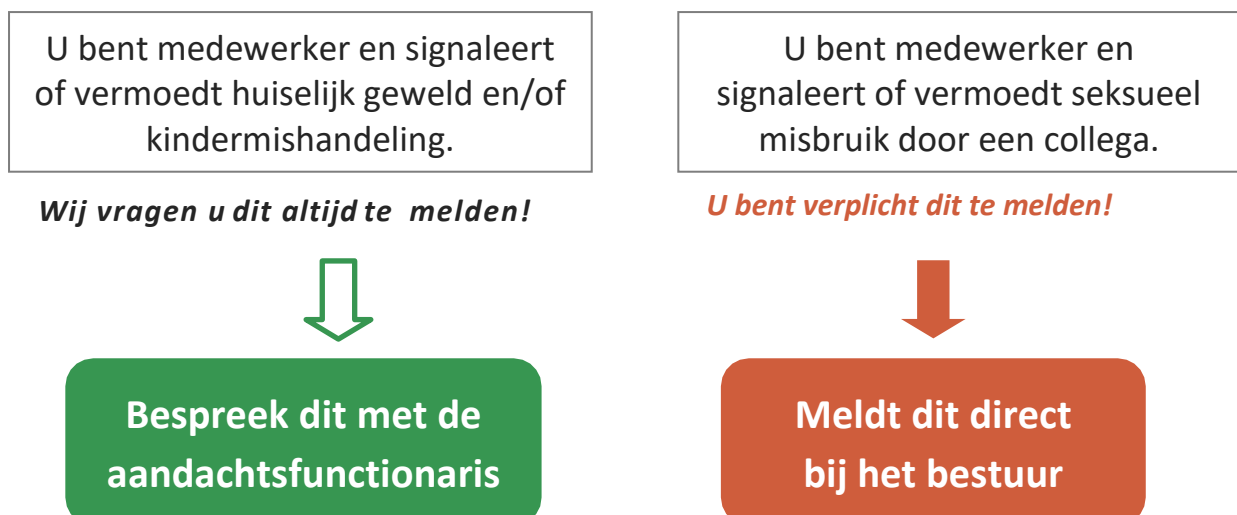 U bent medewerker en signaleert
of vermoedt huiselijk geweld en/of
kindermishandeling.
Wij vragen u dit altijd te melden!
Bespreek dit met de
aandachtsfunctionaris
U bent medewerker en
signaleert of vermoedt seksueel
misbruik door een collega.
U bent verplicht dit te melden!
Meldt dit direct
bij het bestuur